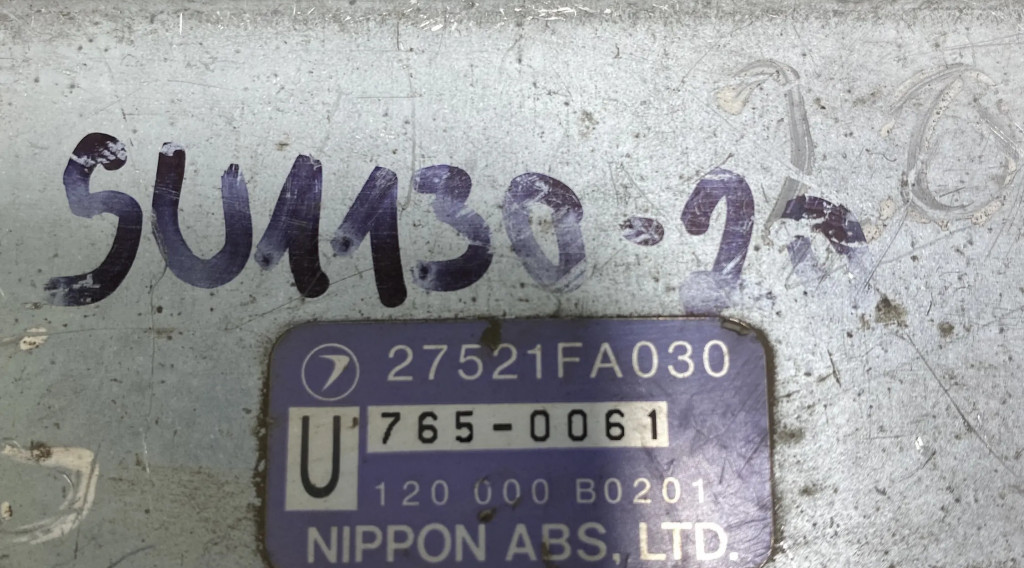 SU1130-2
27521FA030
U
765-0061
120 000 B0201
NIPPON ABS, LTD.